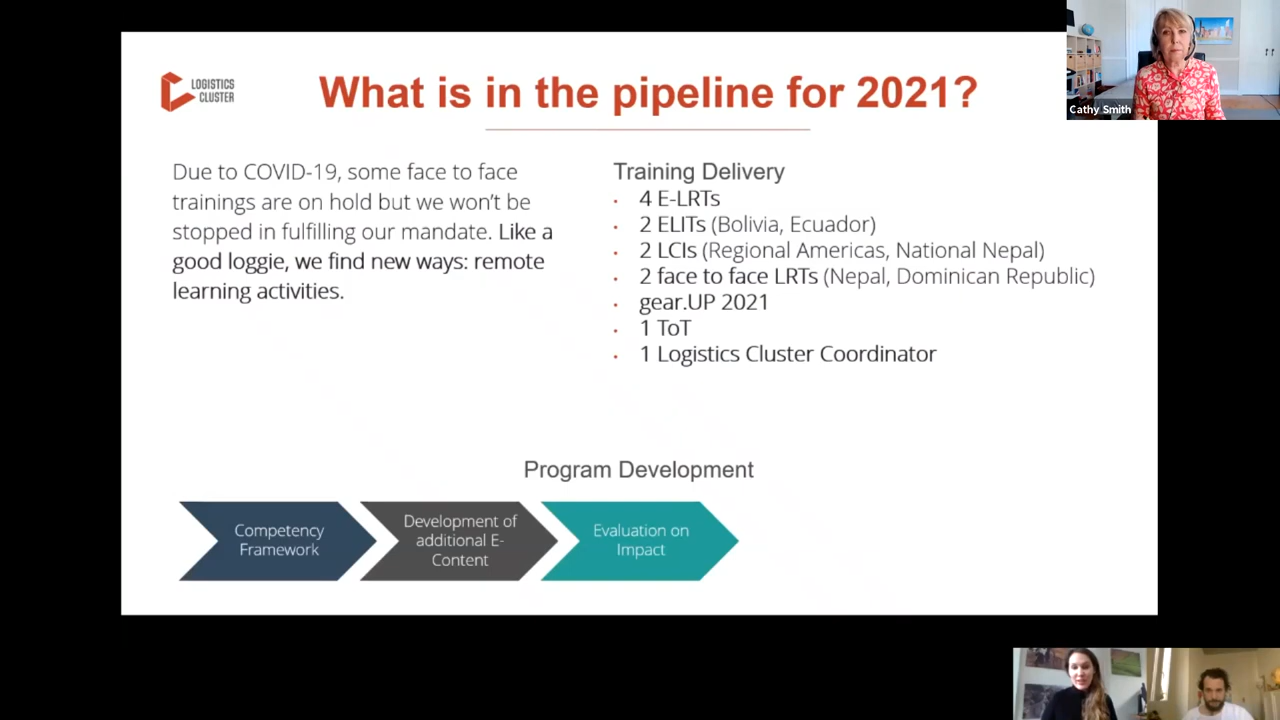 LOGISTICS
CLUSTER
What is in the pipeline for 2021?
Cathy Smith
Due to COVID-19, some face to face
trainings are on hold but we won't be
stopped in fulfilling our mandate. Like a
good loggie, we find new ways: remote
learning activities.
Training Delivery
• 4 E-LRTs
• 2 ELITs (Bolivia, Ecuador)
• 2 LCIs (Regional Americas, National Nepal)
• 2 face to face LRTs (Nepal, Dominican Republic)
• gear.UP 2021
• 1 ToT
• 1 Logistics Cluster Coordinator
Program Development
Competency
Framework
Development of
additional E-
Content
Evaluation on
Impact